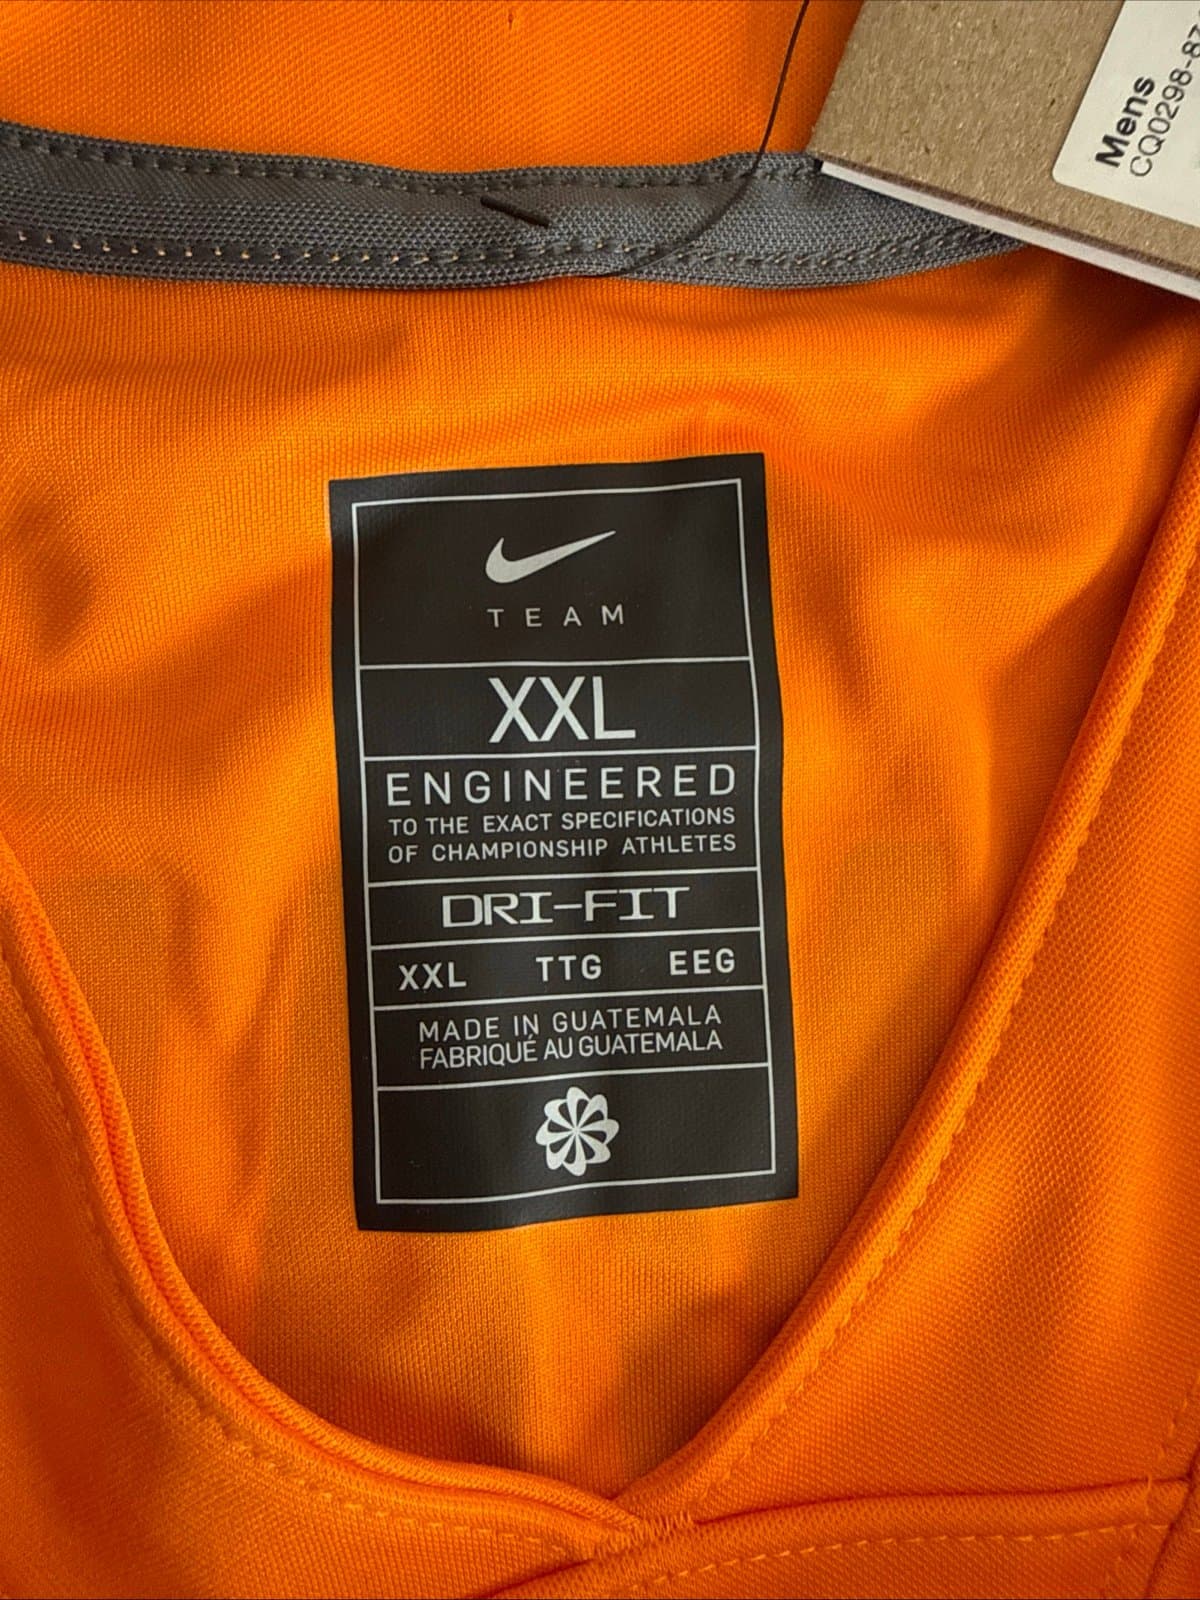 Mens
TEAM
XXL
ENGINEERED
TO THE EXACT SPECIFICATIONS
OF CHAMPIONSHIP ATHLETES
DRI-FIT
XXL TTG EEG
MADE IN GUATEMALA
FABRIQUÉ AU GUATEMALA